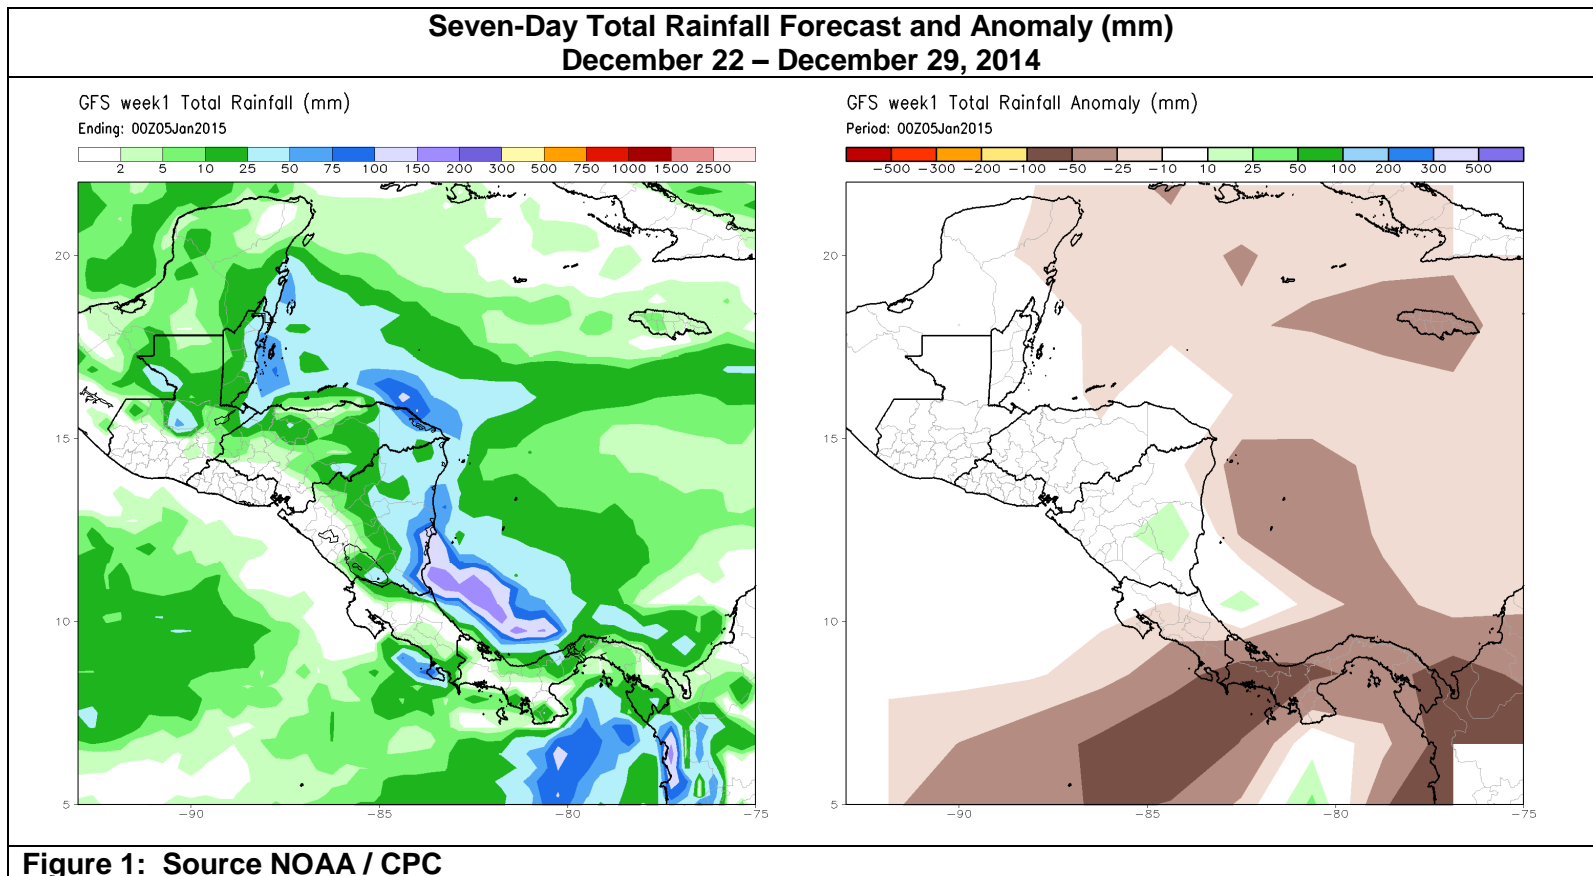 Seven-Day Total Rainfall Forecast and Anomaly (mm)
December 22 – December 29, 2014
GFS week1 Total Rainfall (mm)
Ending: 00Z05Jan2015
2 5 10 25 50 75 100 150 200 300 500 750 1000 1500 2500
20
15
10
5
-90 -85 -80 -75
GFS week1 Total Rainfall Anomaly (mm)
Period: 00Z05Jan2015
-500 -300 -200 -100 -50 -25 -10 10 25 50 100 200 300 500
20
15
10
5
-90 -85 -80 -75
Figure 1: Source NOAA / CPC